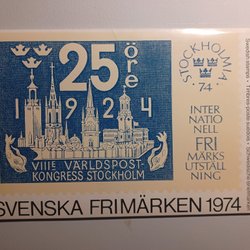 25 öre
STOCKHOLMIA
74
1924
INTER
NATIO
NELL
FRI
MÄRKS
UTSTÄLL
NING
VIII: VÄRLDSPOST-
KONGRESS STOCKHOLM
SVENSKA FRIMÄRKEN 1974